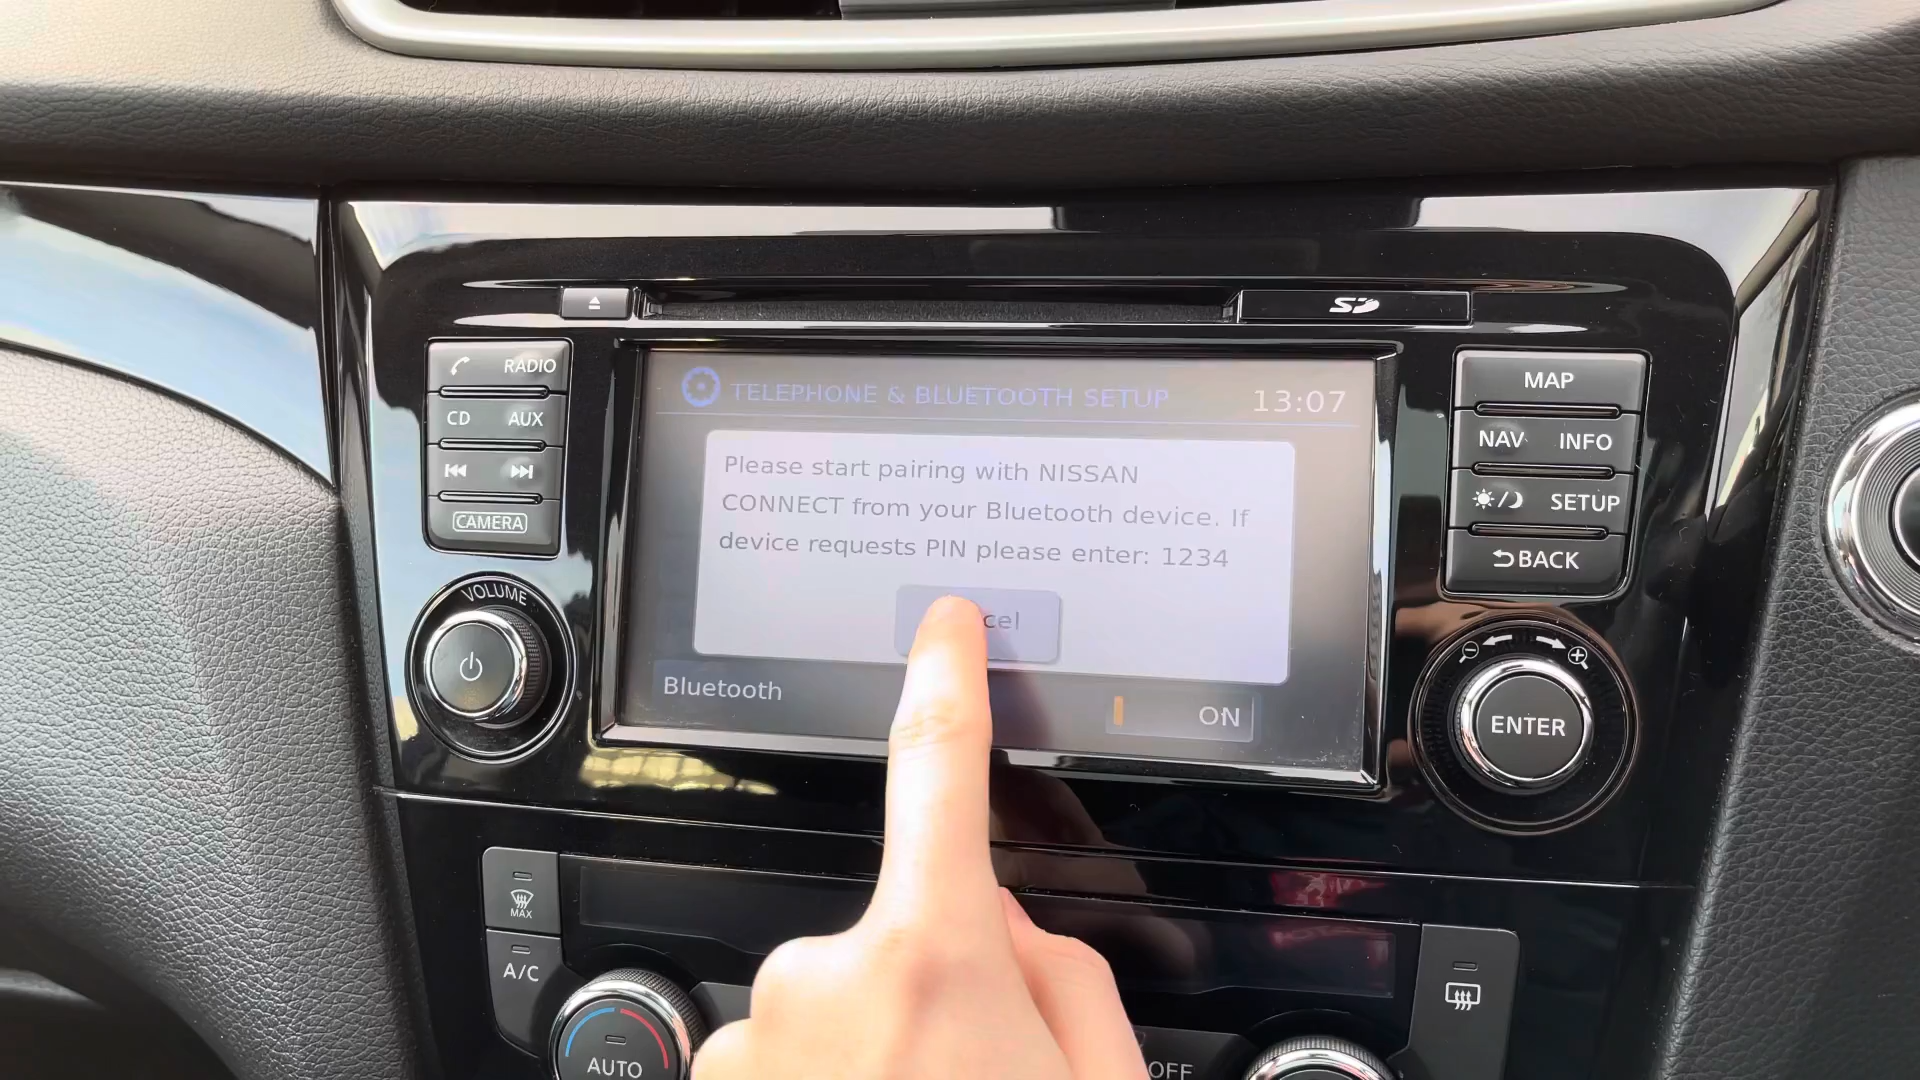 SD
RADIO
CD AUX
CAMERA
VOLUME
TELEPHONE & BLUETOOTH SETUP 13:07
Please start pairing with NISSAN
CONNECT from your Bluetooth device. If
device requests PIN please enter: 1234
cel
Bluetooth ON
MAP
NAV INFO
SETUP
BACK
ENTER
MAX
A/C
AUTO
OFF